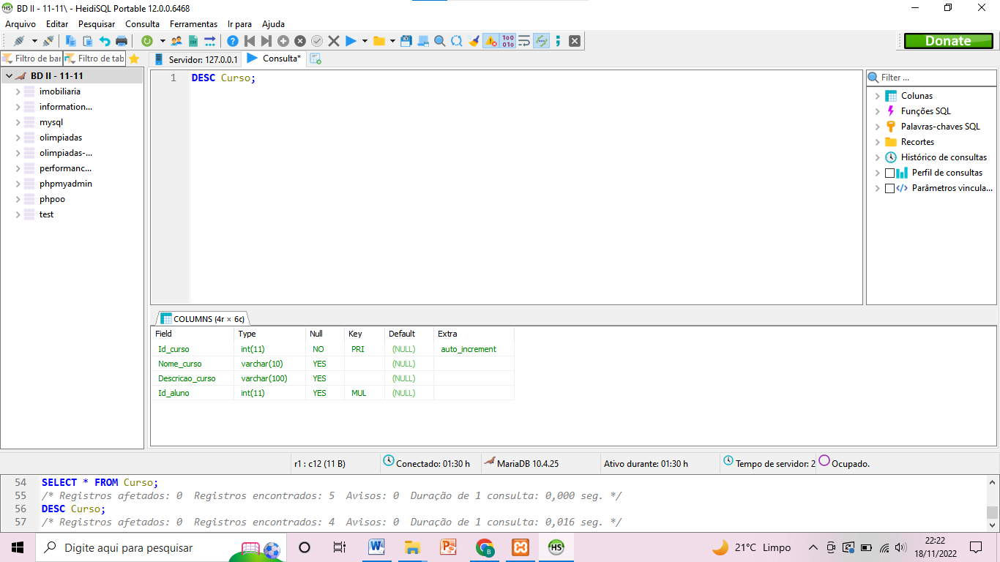 BD II - 11-11\ - HeidiSQL Portable 12.0.0.6468
Arquivo Editar Pesquisar Consulta Ferramentas Ir para Ajuda
Donate
Filtro de bar Filtro de tab Servidor: 127.0.0.1 Consulta*
BD II - 11-11
imobiliaria
information...
mysql
olimpiadas
olimpiadas-...
performanc...
phpmyadmin
phpoo
test
1 DESC Curso;
Filter ...
Colunas
Funções SQL
Palavras-chaves SQL
Recortes
Histórico de consultas
Perfil de consultas
Parâmetros vincula...
COLUMNS (4r × 6c)
Field Type Null Key Default Extra
Id_curso int(11) NO PRI (NULL) auto_increment
Nome_curso varchar(10) YES (NULL)
Descricao_curso varchar(100) YES (NULL)
Id_aluno int(11) YES MUL (NULL)
r1 : c12 (11 B) Conectado: 01:30 h MariaDB 10.4.25 Ativo durante: 01:30 h Tempo de servidor: 2 Ocupado.
54 SELECT * FROM Curso;
55 /* Registros afetados: 0 Registros encontrados: 5 Avisos: 0 Duração de 1 consulta: 0,000 seg. */
56 DESC Curso;
57 /* Registros afetados: 0 Registros encontrados: 4 Avisos: 0 Duração de 1 consulta: 0,016 seg. */
Digite aqui para pesquisar
21°C Limpo
22:22
18/11/2022